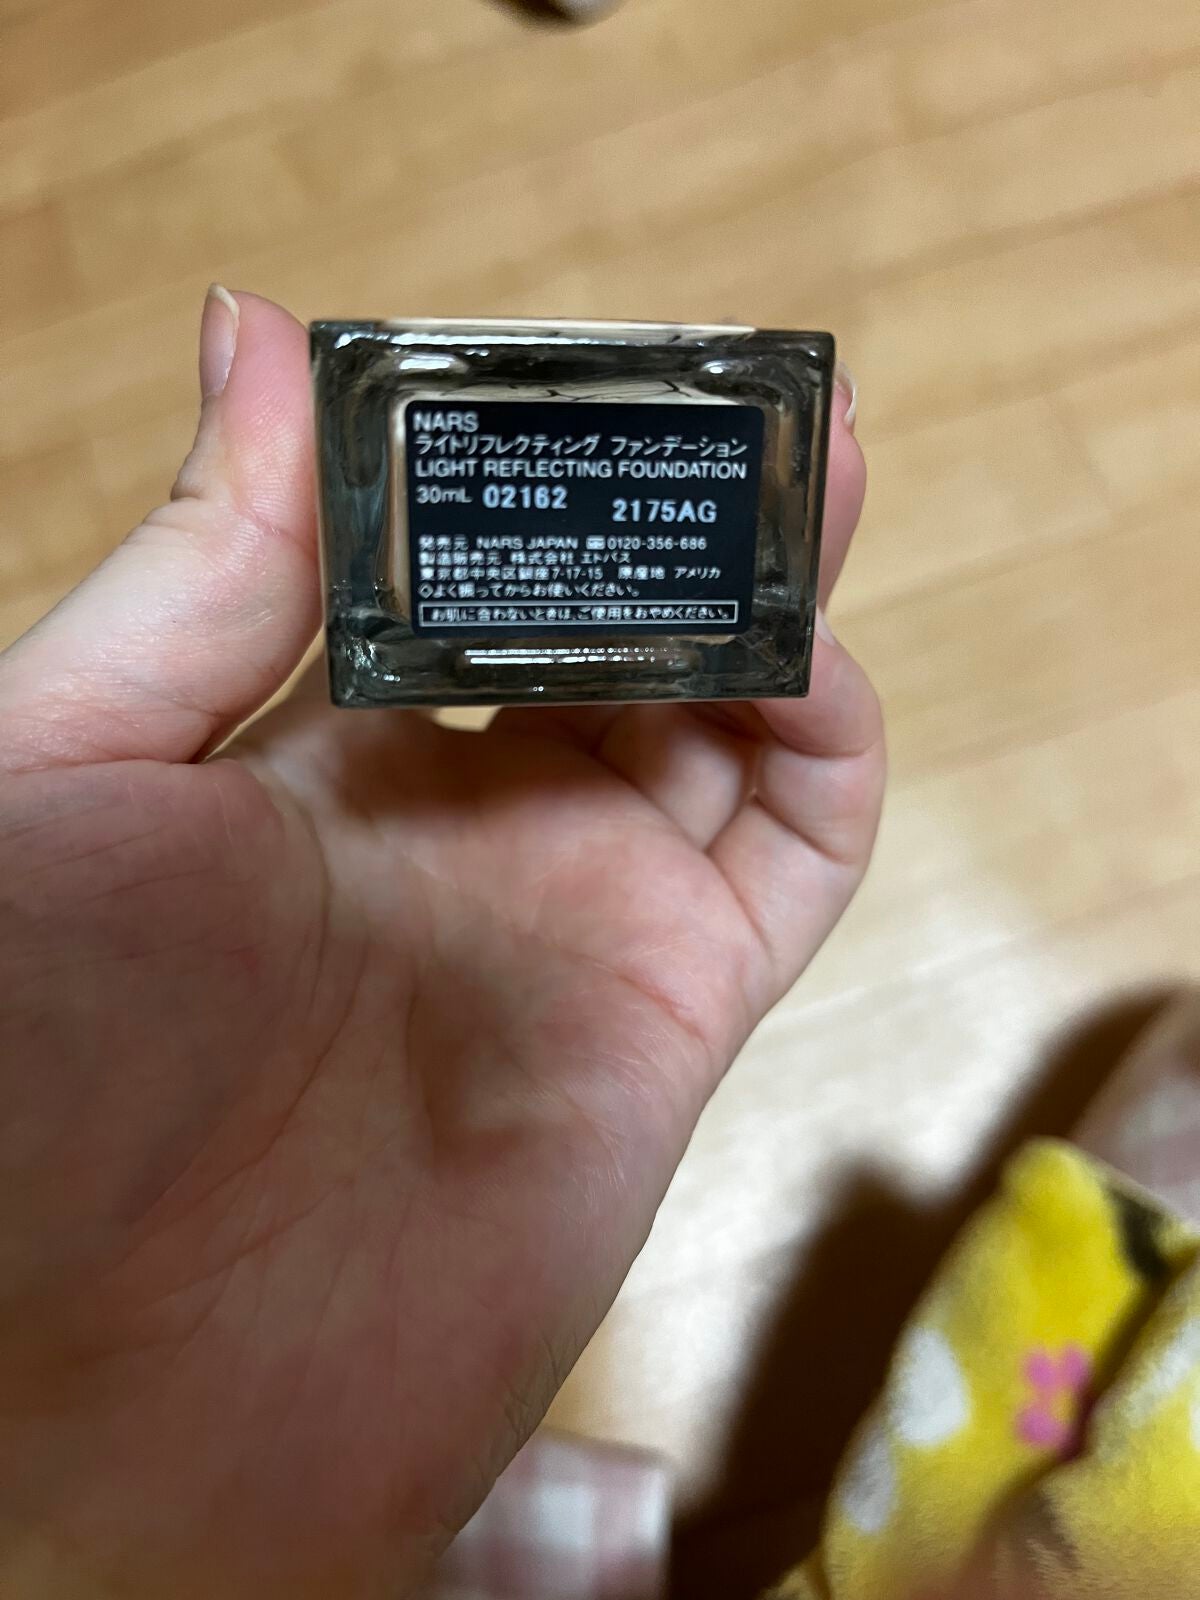 NARS
ライトリフレクティング ファンデーション
LIGHT REFLECTING FOUNDATION
30mL 02162 2175AG
発売元 NARS JAPAN 0120-356-686
製造販売元 株式会社 エトバス
東京都中央区銀座7-17-15 原産地 アメリカ
◇よく振ってからお使いください。
お肌に合わないときは、ご使用をおやめください。